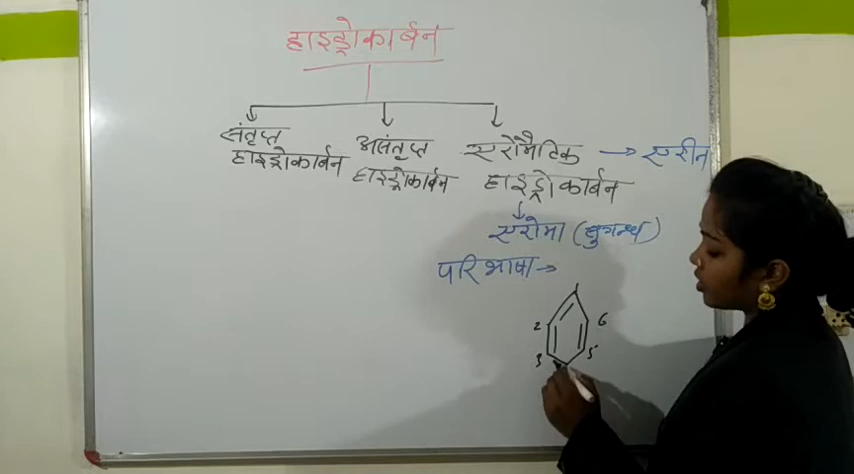 हाइड्रोकार्बन
संतृप्त
हाइड्रोकार्बन
असंतृप्त
हाइड्रोकार्बन
एरोमैटिक → एरीन
हाइड्रोकार्बन
एरोमा (सुगन्ध)
परिभाषा →
2 6
3 5